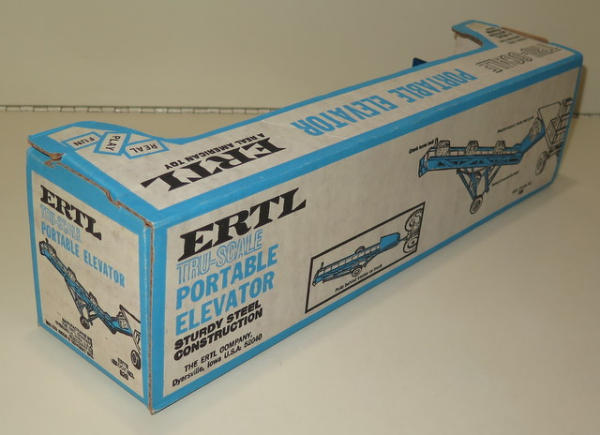 REAL
PLAY
FUN
ERTL
A REAL AMERICAN TOY
PORTABLE ELEVATOR
TRU-SCALE
ERTL
TRU-SCALE
PORTABLE ELEVATOR
ERTL
TRU-SCALE
PORTABLE
ELEVATOR
STURDY STEEL
CONSTRUCTION
THE ERTL COMPANY
Dyersville, Iowa U.S.A. 52040